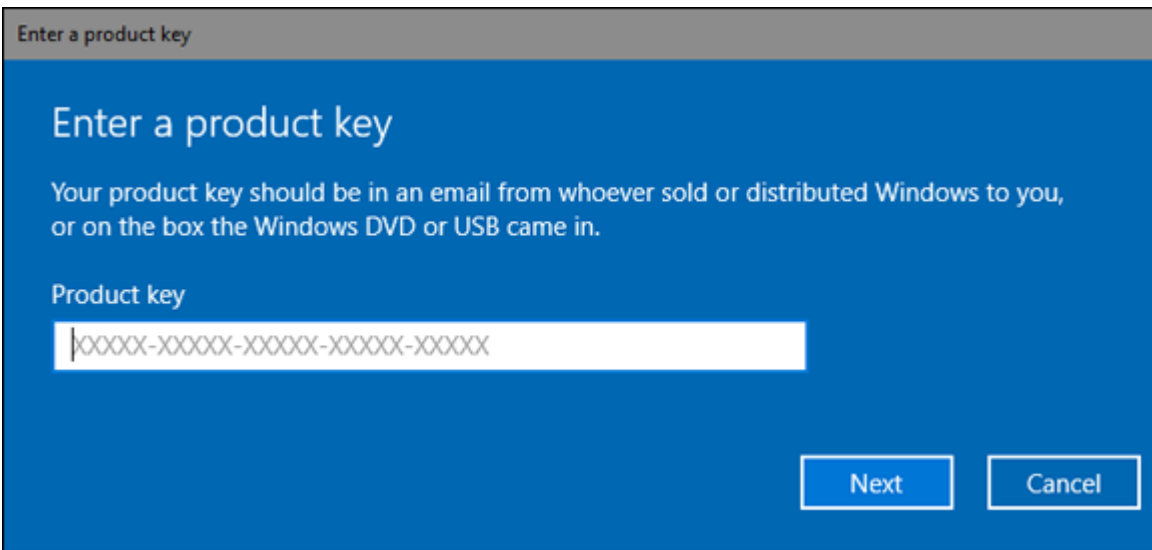 Enter a product key
Enter a product key
Your product key should be in an email from whoever sold or distributed Windows to you,
or on the box the Windows DVD or USB came in.
Product key
XXXXX-XXXXX-XXXXX-XXXXX-XXXXX
Next Cancel